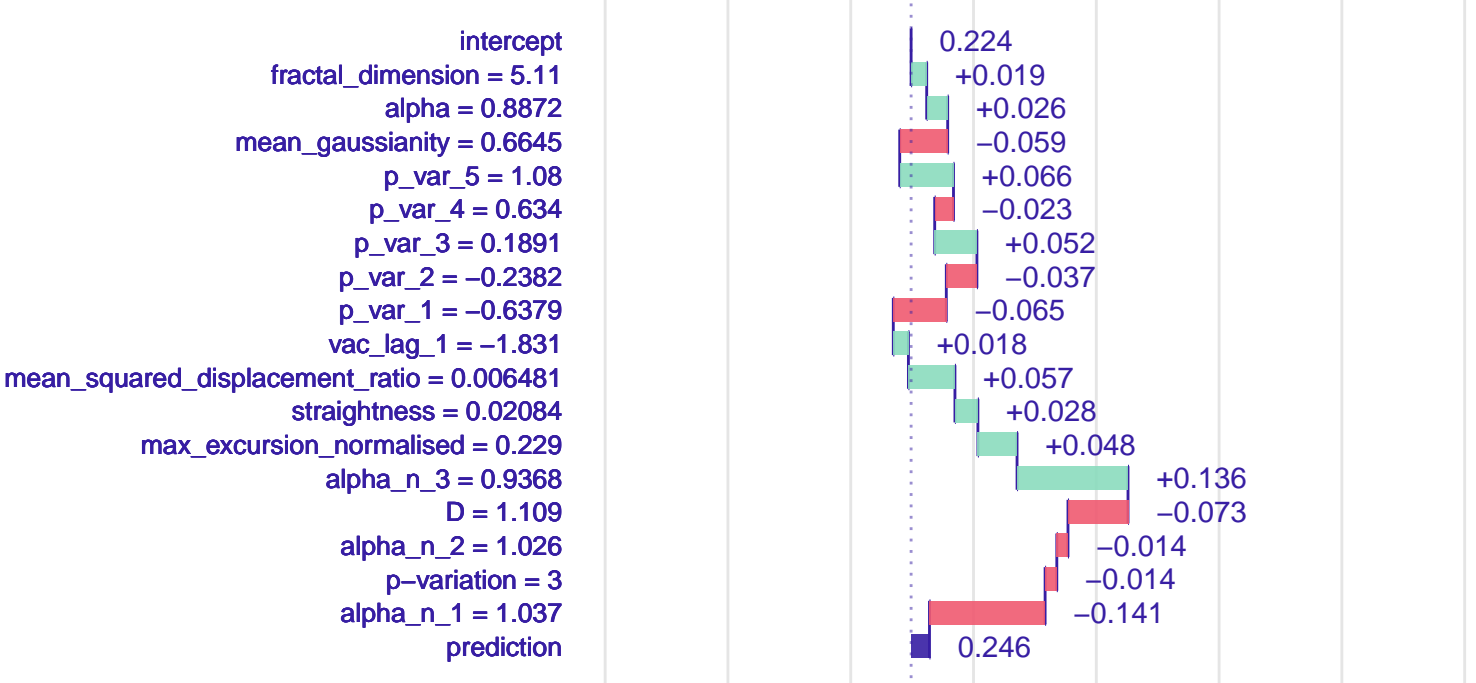 intercept 0.224
fractal_dimension = 5.11 +0.019
alpha = 0.8872 +0.026
mean_gaussianity = 0.6645 −0.059
p_var_5 = 1.08 +0.066
p_var_4 = 0.634 −0.023
p_var_3 = 0.1891 +0.052
p_var_2 = −0.2382 −0.037
p_var_1 = −0.6379 −0.065
vac_lag_1 = −1.831 +0.018
mean_squared_displacement_ratio = 0.006481 +0.057
straightness = 0.02084 +0.028
max_excursion_normalised = 0.229 +0.048
alpha_n_3 = 0.9368 +0.136
D = 1.109 −0.073
alpha_n_2 = 1.026 −0.014
p−variation = 3 −0.014
alpha_n_1 = 1.037 −0.141
prediction 0.246